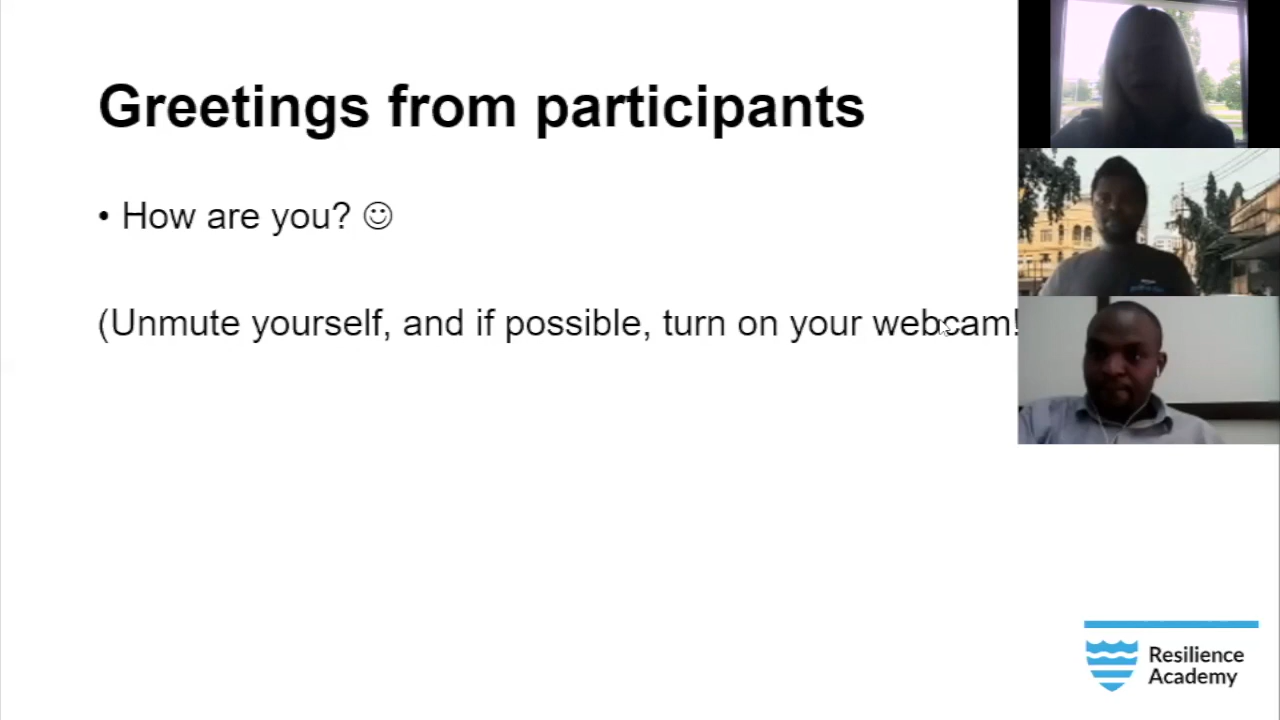 Greetings from participants
• How are you? ☺
(Unmute yourself, and if possible, turn on your webcam!
Resilience
Academy